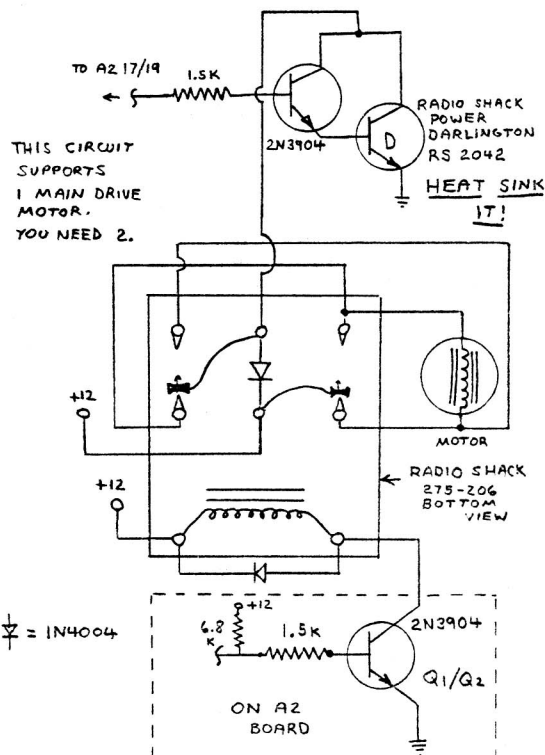 TO A2 17/19
1.5K
2N3904
D
RADIO SHACK
POWER
DARLINGTON
RS 2042
HEAT SINK
IT!
THIS CIRCUIT
SUPPORTS
1 MAIN DRIVE
MOTOR.
YOU NEED 2.
+12
MOTOR
+12
RADIO SHACK
275-206
BOTTOM
VIEW
= 1N4004
+12
6.8
K
1.5K
2N3904
Q1/Q2
ON A2
BOARD